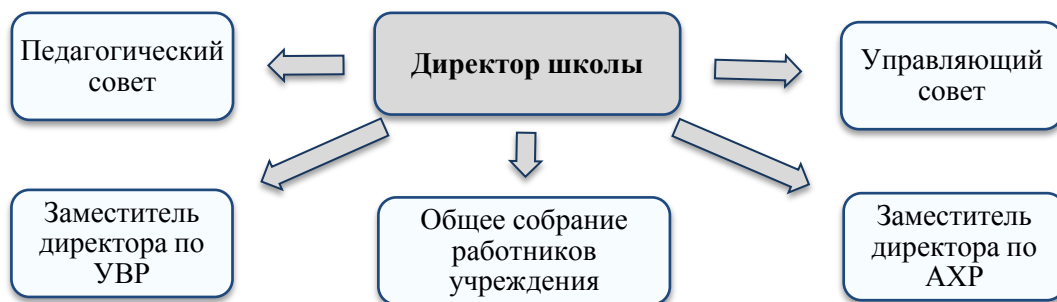 Педагогический
совет
Директор школы
Управляющий
совет
Заместитель
директора по
УВР
Общее собрание
работников
учреждения
Заместитель
директора по
АХР